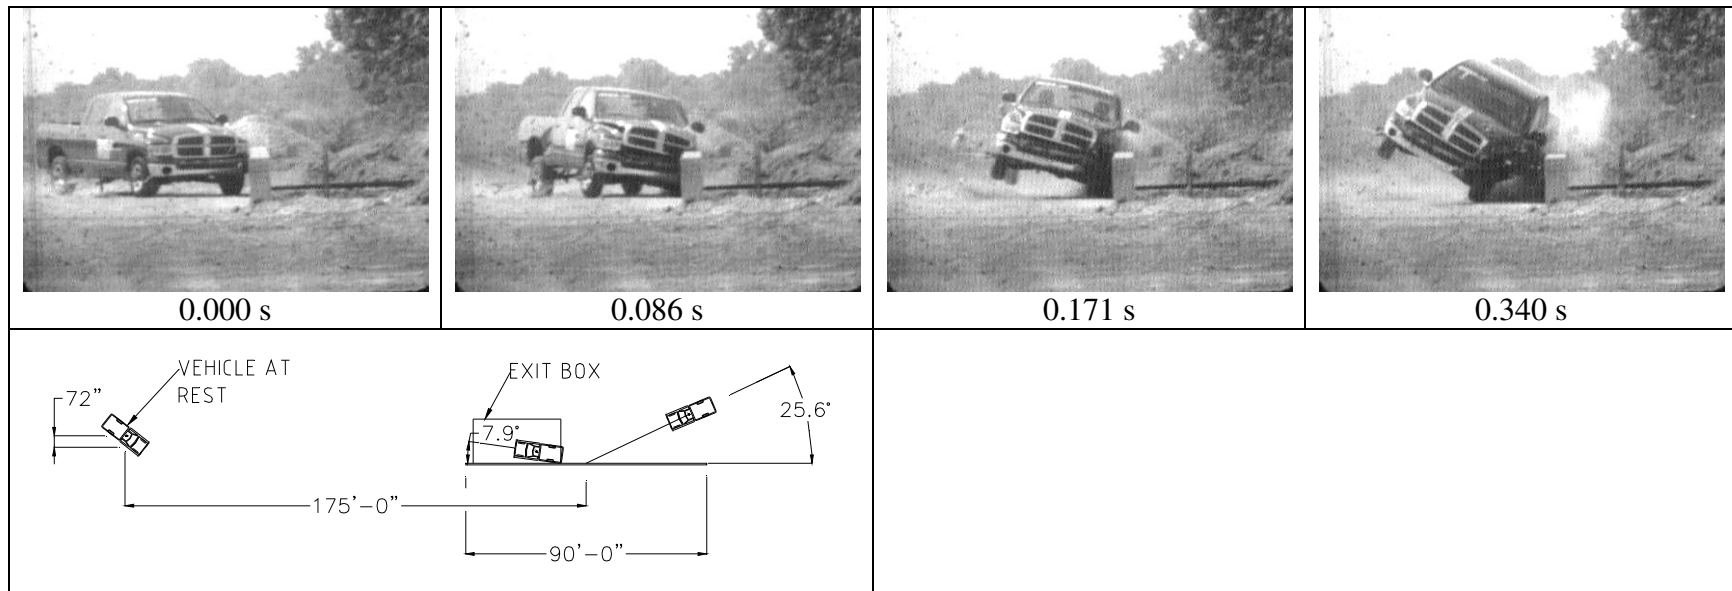 0.000 s
0.086 s
0.171 s
0.340 s
VEHICLE AT
REST
72"
EXIT BOX
7.9°
25.6°
175'-0"
90'-0"